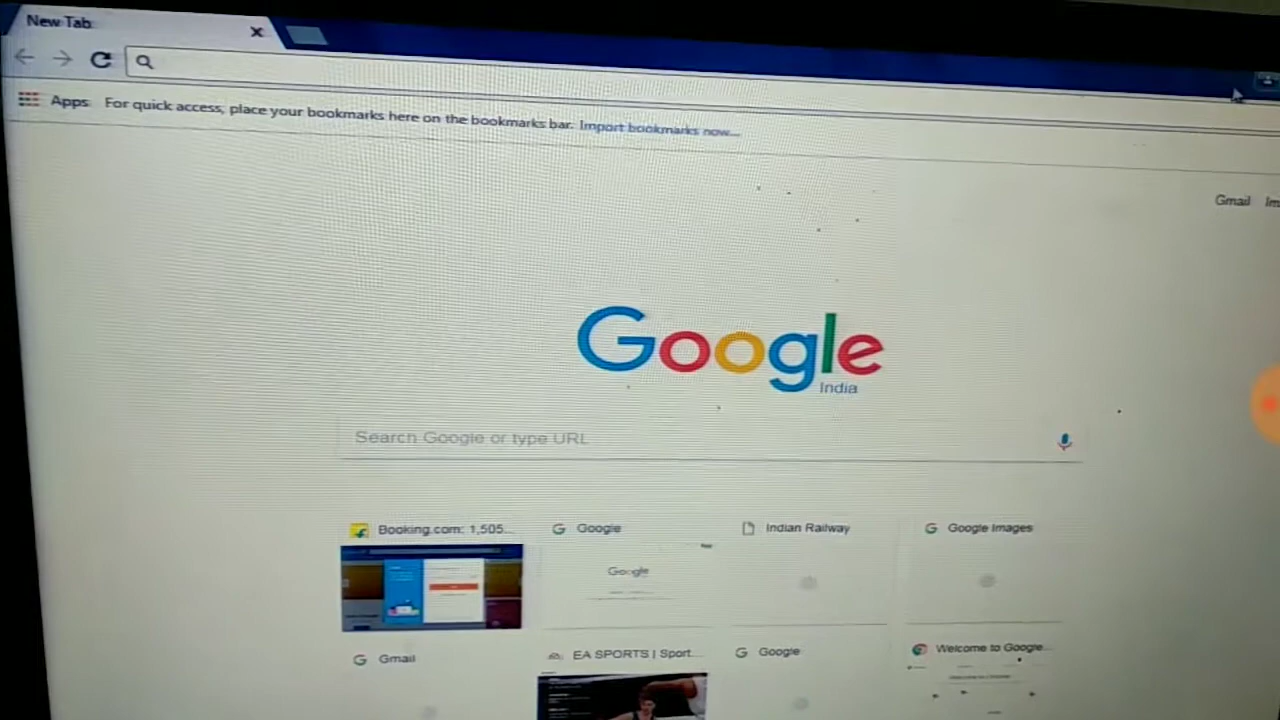 New Tab
Apps For quick access, place your bookmarks here on the bookmarks bar. Import bookmarks now...
Gmail
Google
India
Search Google or type URL
Booking.com: 1,505... Google Indian Railway Google Images
Google
Gmail EA SPORTS | Sport... Google Welcome to Google...